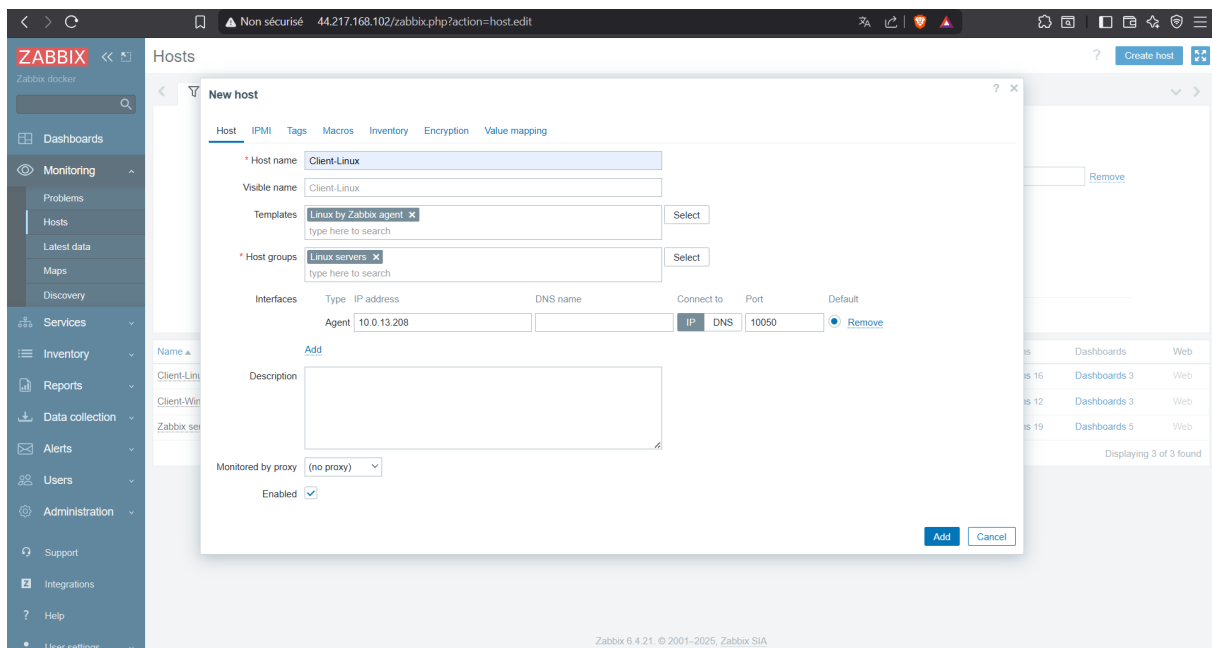 Non sécurisé 44.217.168.102/zabbix.php?action=host.edit
ZABBIX
Zabbix docker
Dashboards
Monitoring
Problems
Hosts
Latest data
Maps
Discovery
Services
Inventory
Reports
Data collection
Alerts
Users
Administration
Support
Z Integrations
? Help
User settings
Hosts
? Create host
New host
? ×
Host IPMI Tags Macros Inventory Encryption Value mapping
* Host name Client-Linux
Visible name Client-Linux
Templates Linux by Zabbix agent × Select
type here to search
* Host groups Linux servers × Select
type here to search
Interfaces Type IP address DNS name Connect to Port Default
Agent 10.0.13.208 IP DNS 10050 Remove
Add
Description
Monitored by proxy (no proxy)
Enabled
Add Cancel
Remove
Name Dashboards Web
Client-Linu ns 16 Dashboards 3 Web
Client-Win ns 12 Dashboards 3 Web
Zabbix ser ns 19 Dashboards 5 Web
Displaying 3 of 3 found
Zabbix 6.4.21. © 2001–2025, Zabbix SIA